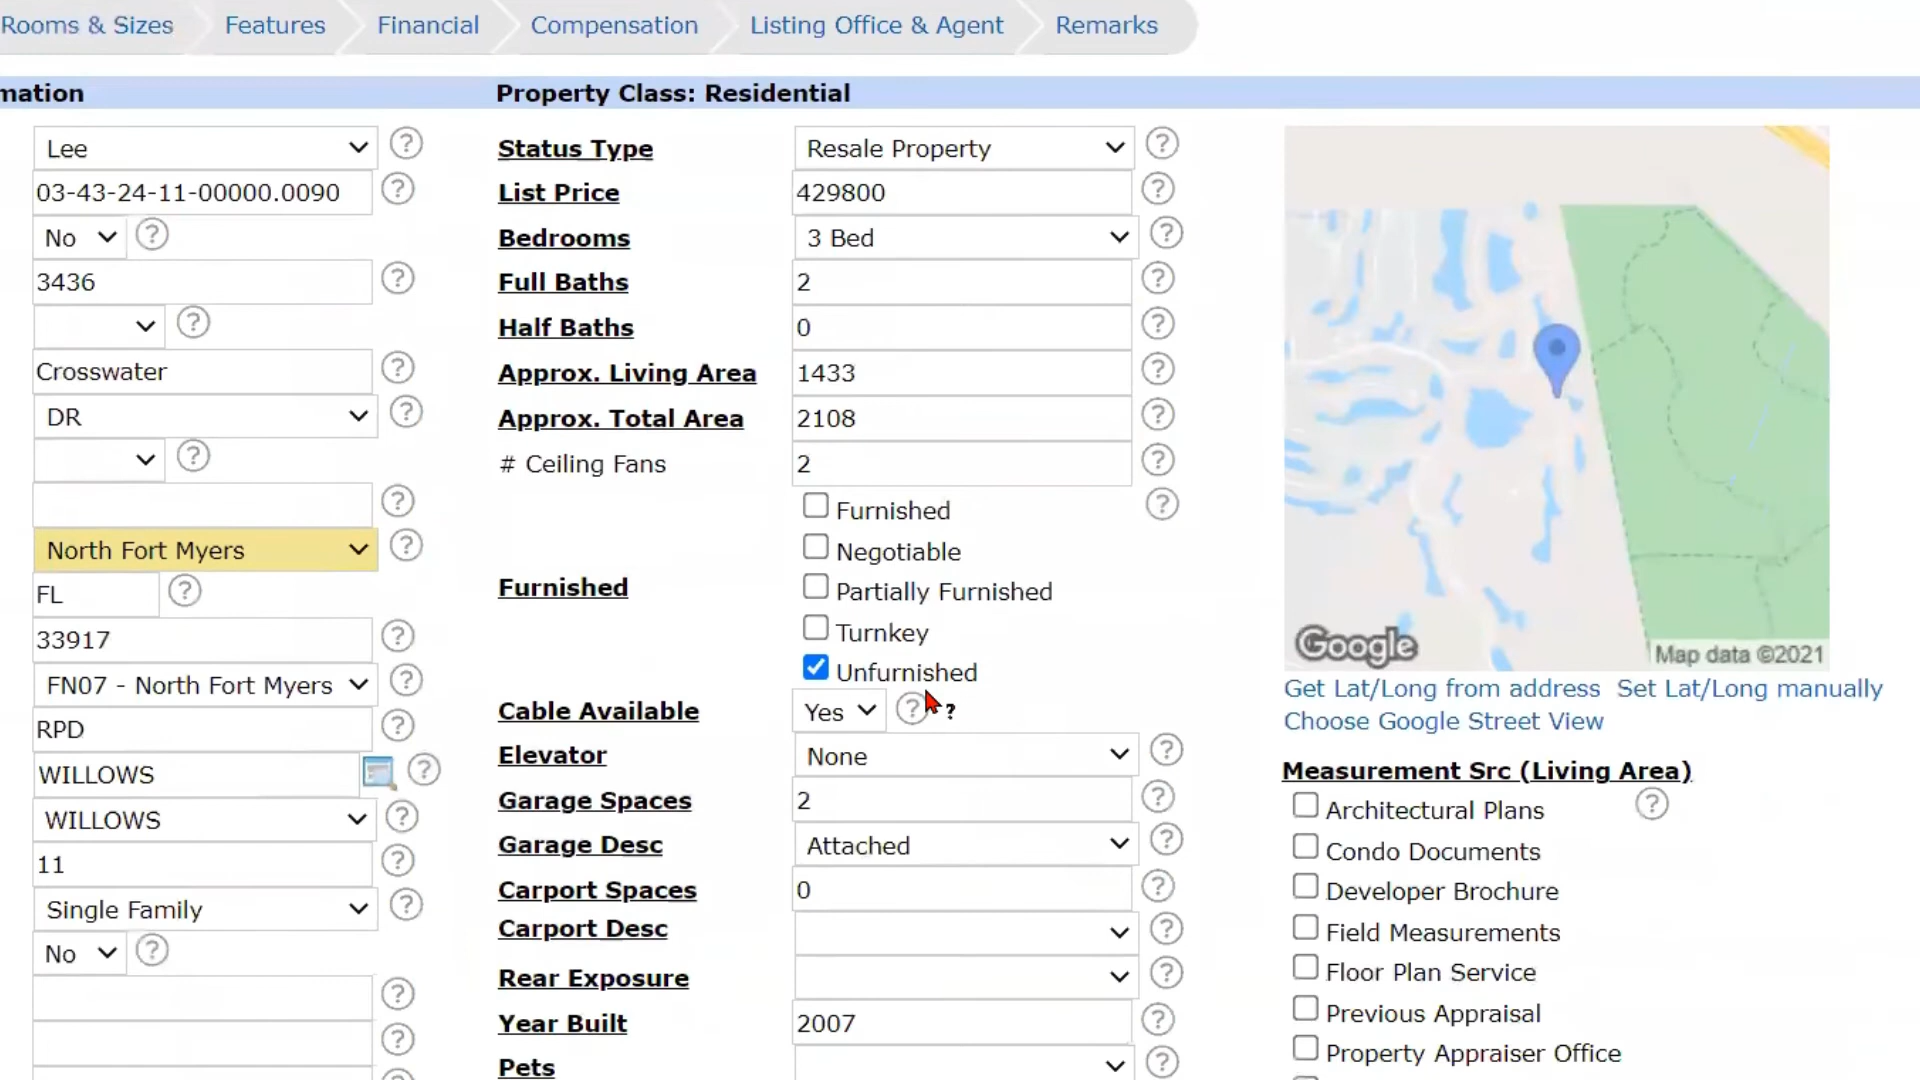 Rooms & Sizes Features Financial Compensation Listing Office & Agent Remarks
mation Property Class: Residential
Lee ?
03-43-24-11-00000.0090 ?
No ?
3436 ?
?
Crosswater ?
DR ?
?
?
North Fort Myers ?
FL ?
33917 ?
FN07 - North Fort Myers ?
RPD ?
WILLOWS ?
WILLOWS ?
11 ?
Single Family ?
No ?
?
?
Status Type Resale Property ?
List Price 429800 ?
Bedrooms 3 Bed ?
Full Baths 2 ?
Half Baths 0 ?
Approx. Living Area 1433 ?
Approx. Total Area 2108 ?
# Ceiling Fans 2 ?
Furnished ?
Negotiable
Furnished Partially Furnished
Turnkey
Unfurnished
Cable Available Yes ? ?
Elevator None ?
Garage Spaces 2 ?
Garage Desc Attached ?
Carport Spaces 0 ?
Carport Desc ?
Rear Exposure ?
Year Built 2007 ?
Pets ?
Google Map data ©2021
Get Lat/Long from address Set Lat/Long manually
Choose Google Street View
Measurement Src (Living Area)
Architectural Plans ?
Condo Documents
Developer Brochure
Field Measurements
Floor Plan Service
Previous Appraisal
Property Appraiser Office